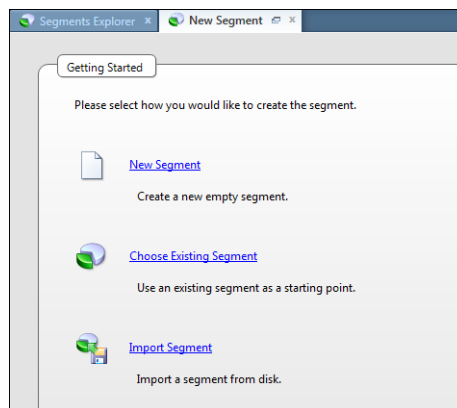 Segments Explorer
New Segment
Getting Started
Please select how you would like to create the segment.
New Segment
Create a new empty segment.
Choose Existing Segment
Use an existing segment as a starting point.
Import Segment
Import a segment from disk.